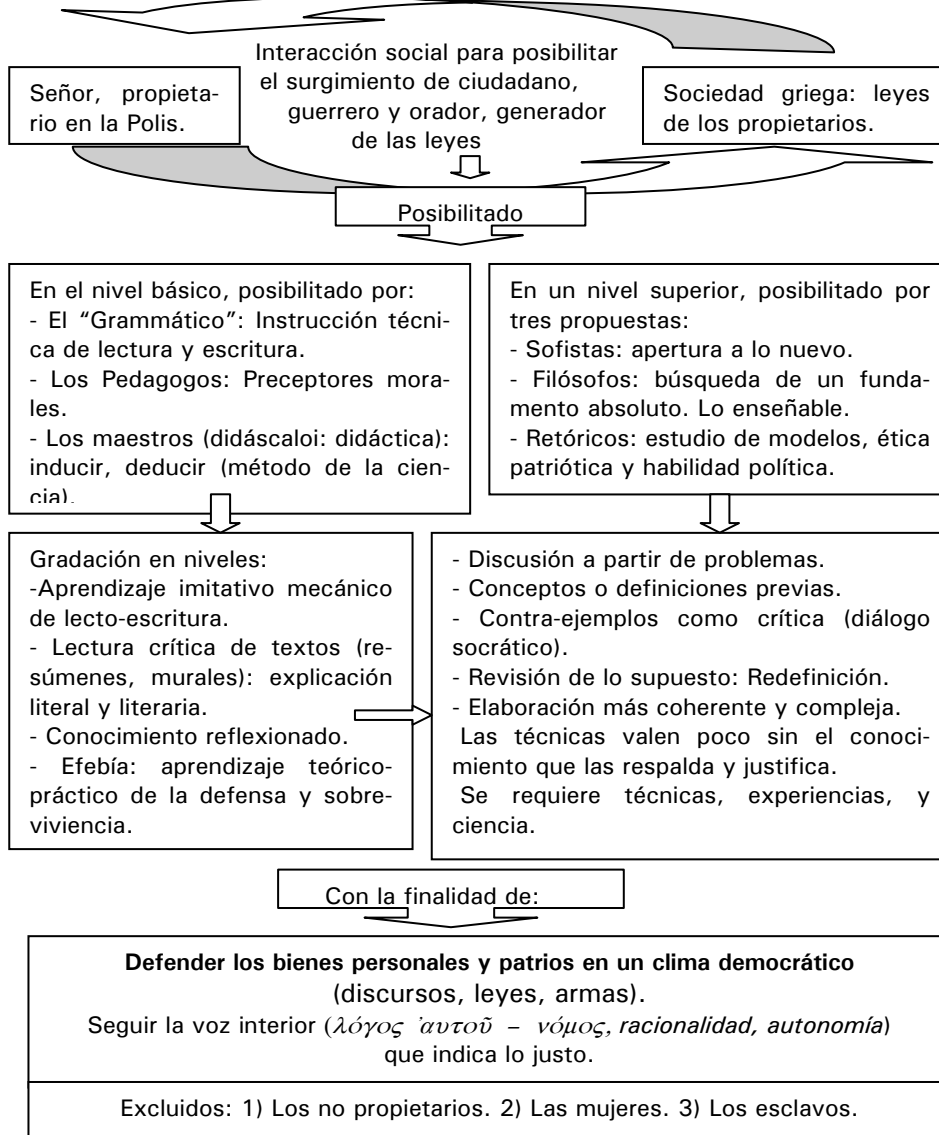 Interacción social para posibilitar
el surgimiento de ciudadano,
guerrero y orador, generador
de las leyes
Señor, propieta-
rio en la Polis.
Sociedad griega: leyes
de los propietarios.
Posibilitado
En el nivel básico, posibilitado por:
- El “Grammático”: Instrucción técni-
ca de lectura y escritura.
- Los Pedagogos: Preceptores mora-
les.
- Los maestros (didáscaloi: didáctica):
inducir, deducir (método de la cien-
cia).
En un nivel superior, posibilitado por
tres propuestas:
- Sofistas: apertura a lo nuevo.
- Filósofos: búsqueda de un funda-
mento absoluto. Lo enseñable.
- Retóricos: estudio de modelos, ética
patriótica y habilidad política.
Gradación en niveles:
-Aprendizaje imitativo mecánico
de lecto-escritura.
- Lectura crítica de textos (re-
súmenes, murales): explicación
literal y literaria.
- Conocimiento reflexionado.
- Efebía: aprendizaje teórico-
práctico de la defensa y sobre-
viviencia.
- Discusión a partir de problemas.
- Conceptos o definiciones previas.
- Contra-ejemplos como crítica (diálogo
socrático).
- Revisión de lo supuesto: Redefinición.
- Elaboración más coherente y compleja.
Las técnicas valen poco sin el conoci-
miento que las respalda y justifica.
Se requiere técnicas, experiencias, y
ciencia.
Con la finalidad de:
Defender los bienes personales y patrios en un clima democrático
(discursos, leyes, armas).
Seguir la voz interior (λόγος ’αυτοῦ – νόμος, racionalidad, autonomía)
que indica lo justo.
Excluidos: 1) Los no propietarios. 2) Las mujeres. 3) Los esclavos.